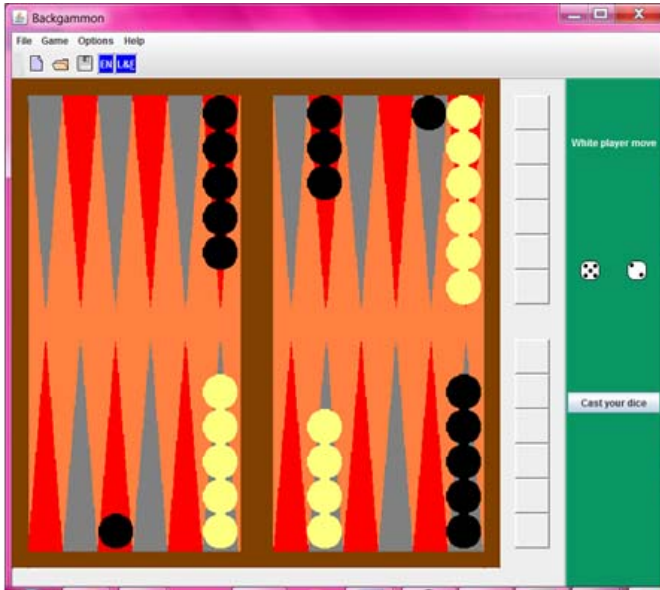 Backgammon
File Game Options Help
EN L&F
White player move
Cast your dice